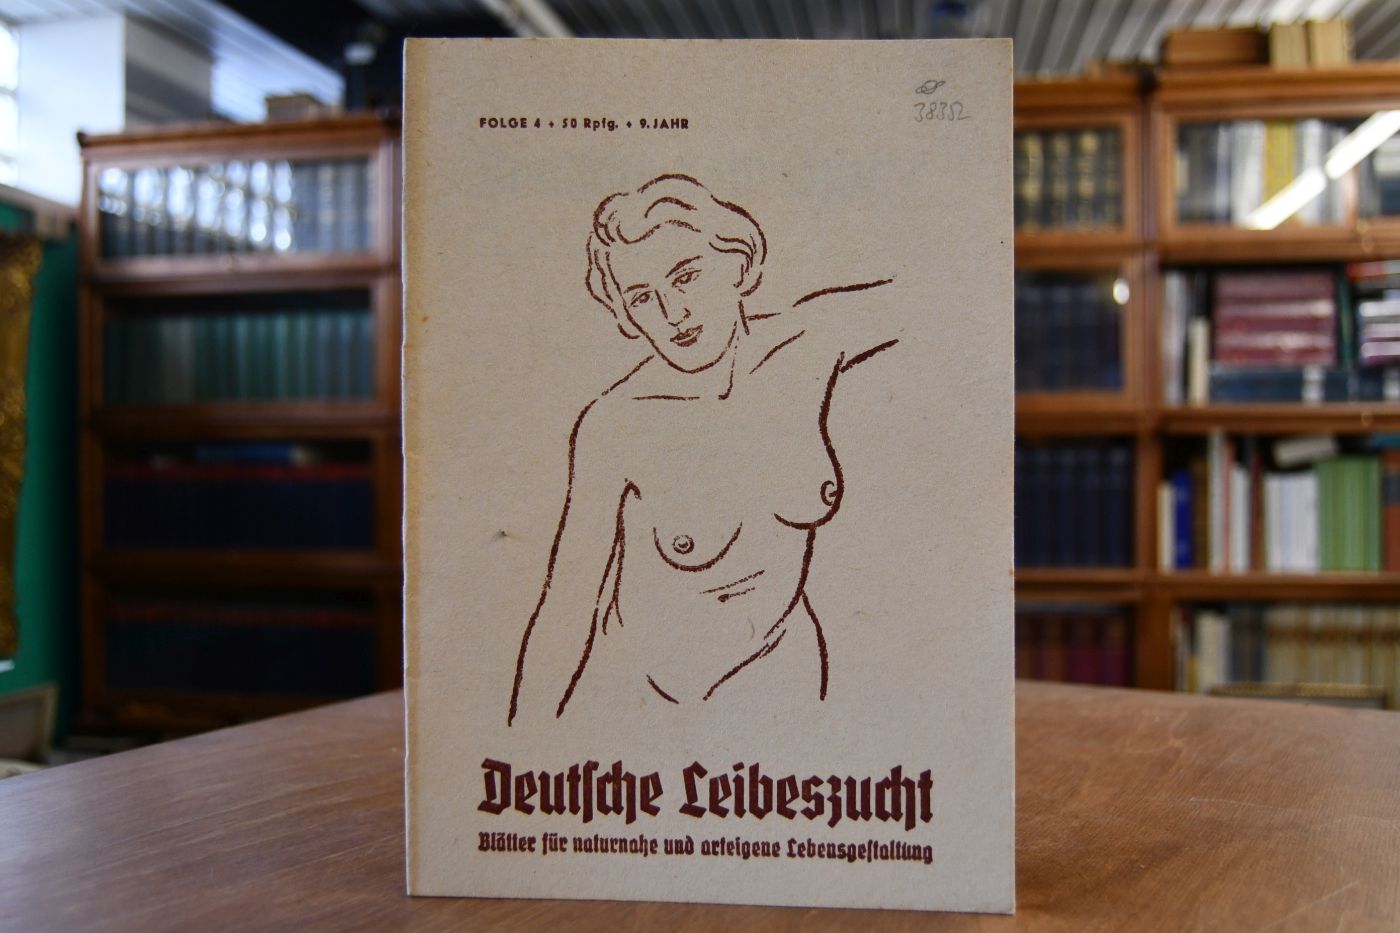 FOLGE 4 + 50 Rpfg. + 9. JAHR
38352
Deutsche Leibeszucht
Blätter für naturnahe und arteigene Lebensgestaltung